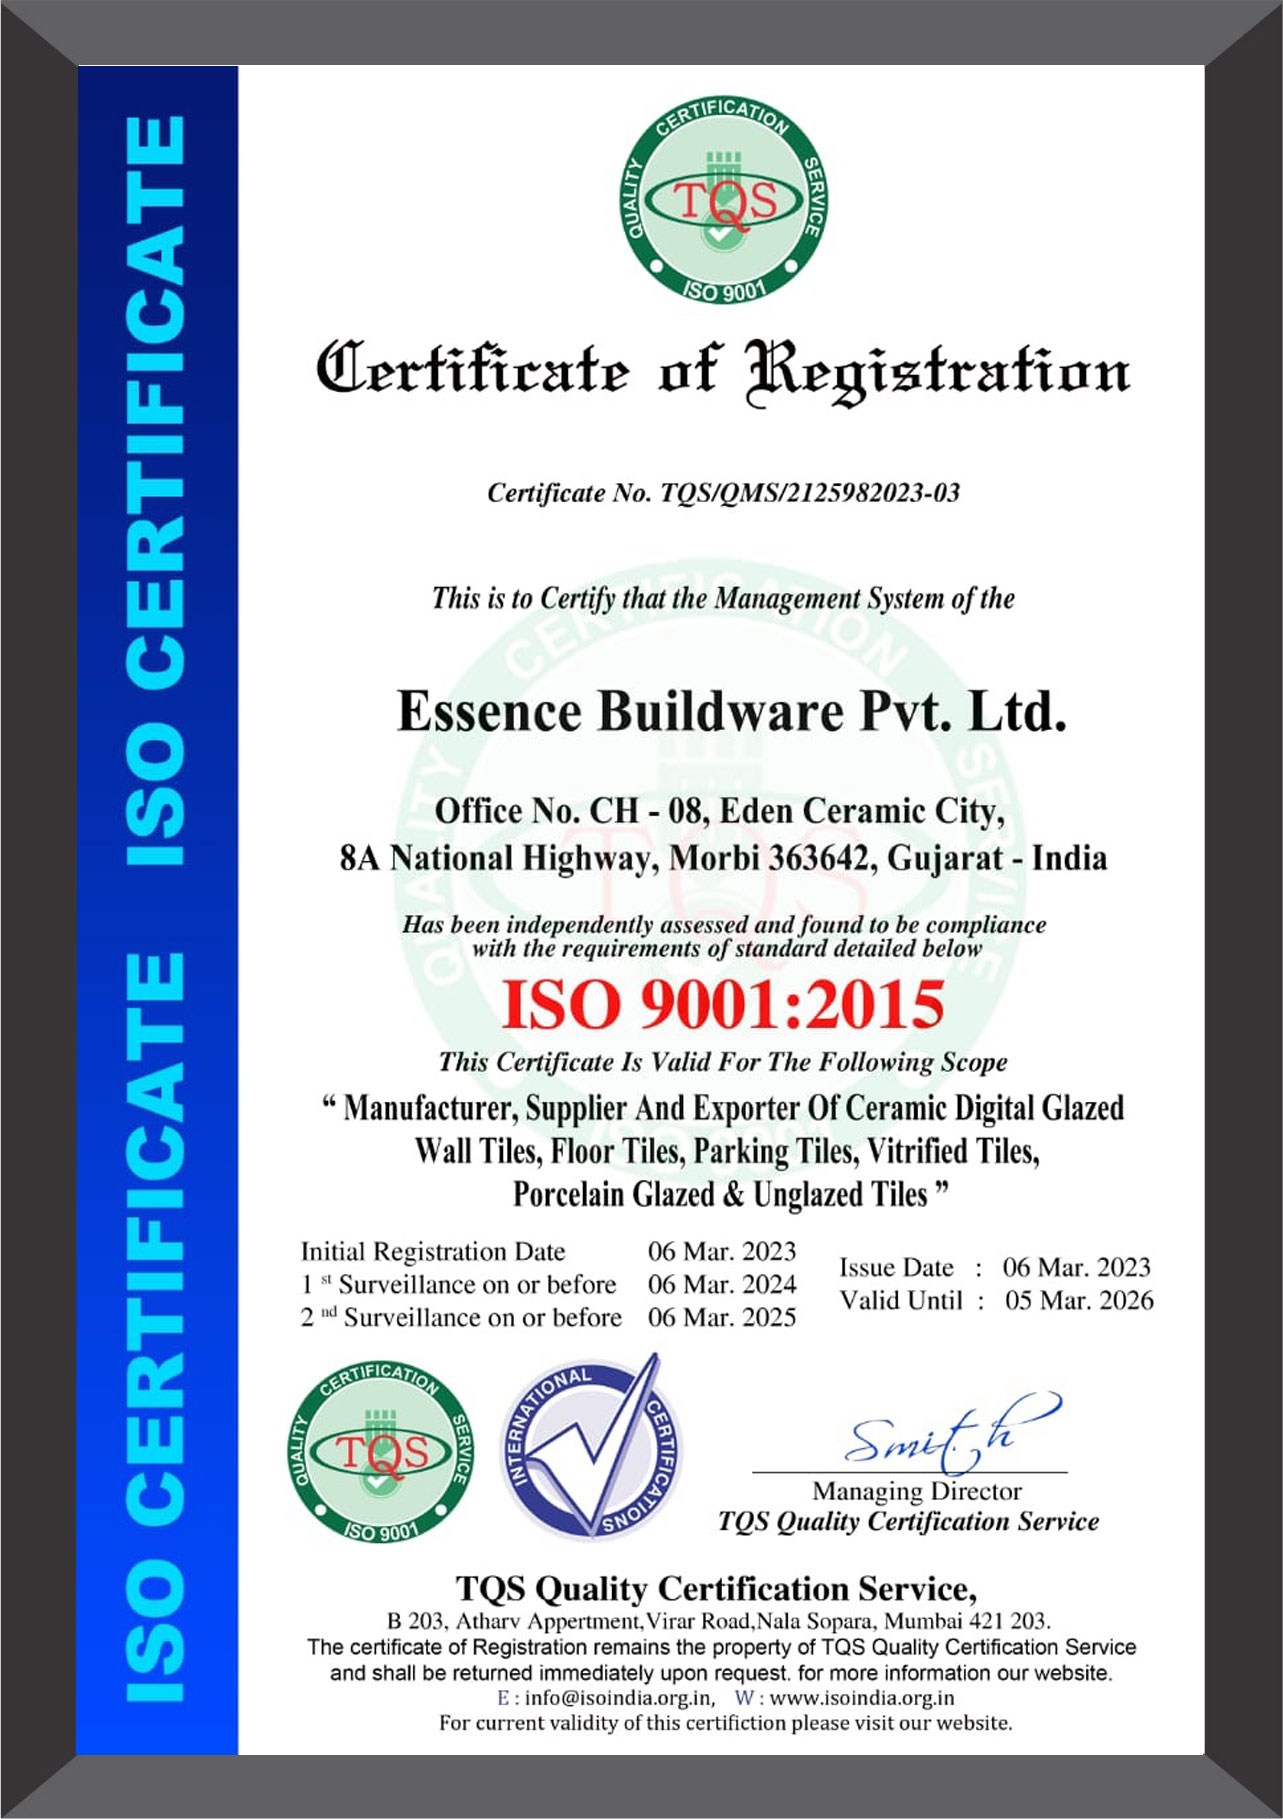 ISO CERTIFICATE ISO CERTIFICATE
QUALITY CERTIFICATION SERVICE
TQS
ISO 9001
Certificate of Registration
Certificate No. TQS/QMS/2125982023-03
This is to Certify that the Management System of the
Essence Buildware Pvt. Ltd.
Office No. CH - 08, Eden Ceramic City,
8A National Highway, Morbi 363642, Gujarat - India
Has been independently assessed and found to be compliance
with the requirements of standard detailed below
ISO 9001:2015
This Certificate Is Valid For The Following Scope
“ Manufacturer, Supplier And Exporter Of Ceramic Digital Glazed
Wall Tiles, Floor Tiles, Parking Tiles, Vitrified Tiles,
Porcelain Glazed & Unglazed Tiles ”
Initial Registration Date 06 Mar. 2023
1 st Surveillance on or before 06 Mar. 2024
2 nd Surveillance on or before 06 Mar. 2025
Issue Date : 06 Mar. 2023
Valid Until : 05 Mar. 2026
QUALITY CERTIFICATION SERVICE
TQS
ISO 9001
INTERNATIONAL CERTIFICATIONS
Smit.h
Managing Director
TQS Quality Certification Service
TQS Quality Certification Service,
B 203, Atharv Appertment,Virar Road,Nala Sopara, Mumbai 421 203.
The certificate of Registration remains the property of TQS Quality Certification Service
and shall be returned immediately upon request. for more information our website.
E : info@isoindia.org.in, W : www.isoindia.org.in
For current validity of this certifiction please visit our website.